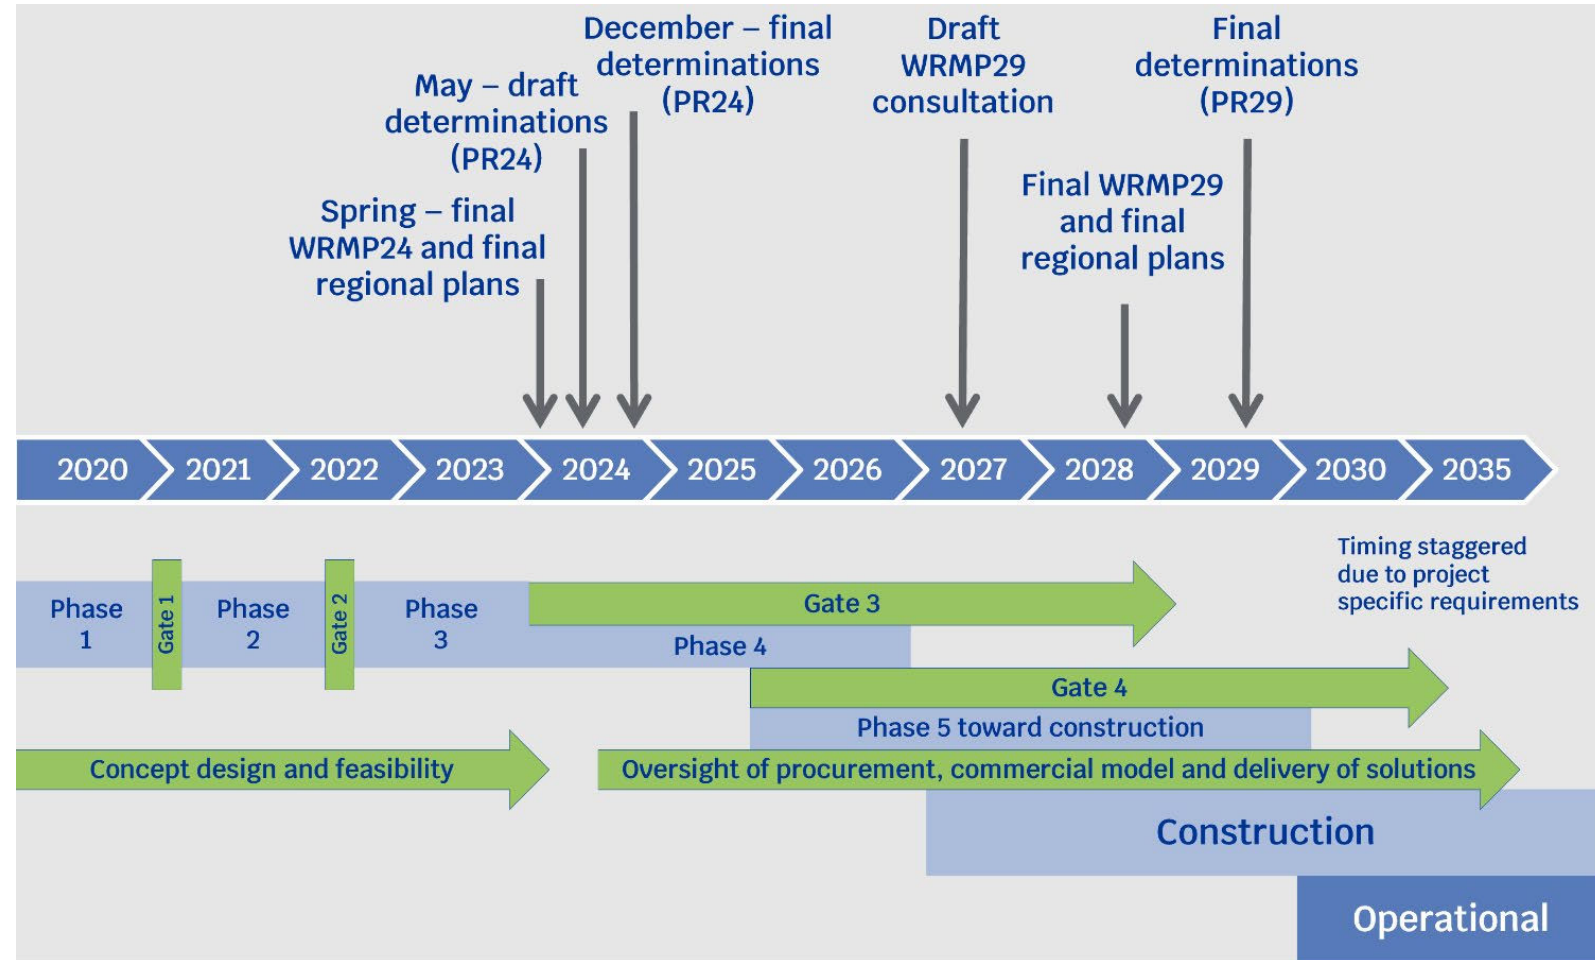 December – final
determinations
(PR24)
Draft
WRMP29
consultation
Final
determinations
(PR29)
May – draft
determinations
(PR24)
Final WRMP29
and final
regional plans
Spring – final
WRMP24 and final
regional plans
2020
2021
2022
2023
2024
2025
2026
2027
2028
2029
2030
2035
Timing staggered
due to project
specific requirements
Phase
1
Gate 1
Phase
2
Gate 2
Phase
3
Gate 3
Phase 4
Gate 4
Phase 5 toward construction
Concept design and feasibility
Oversight of procurement, commercial model and delivery of solutions
Construction
Operational